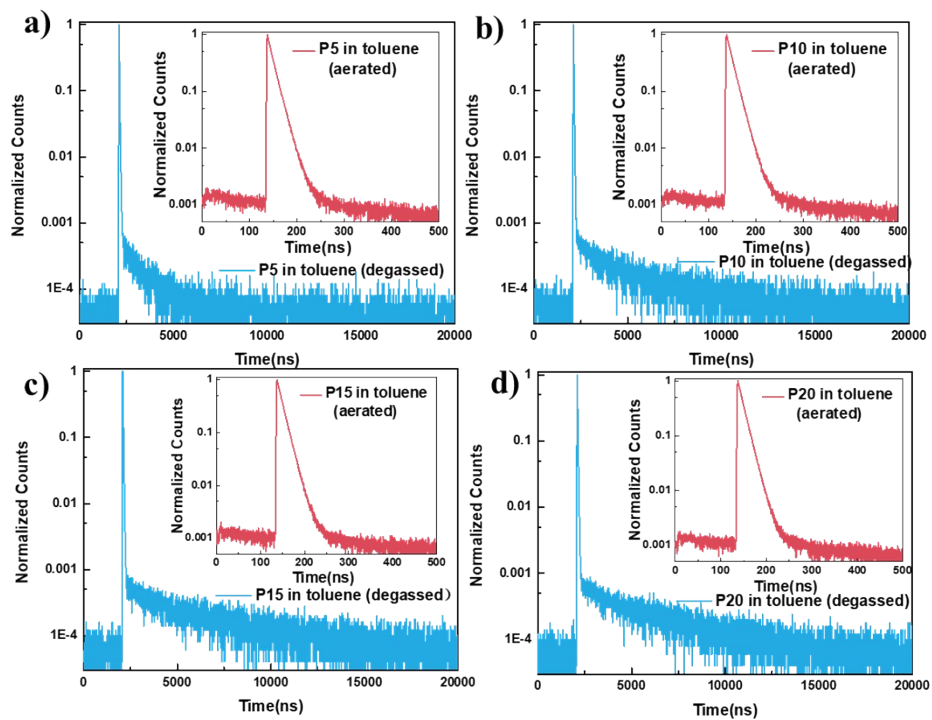 a)
Normalized Counts
1
0.1
0.01
0.001
1E-4
0 5000 10000 15000 20000
Time(ns)
P5 in toluene (degassed)
Normalized Counts
1
0.1
0.01
0.001
0 100 200 300 400 500
Time(ns)
P5 in toluene
(aerated)
b)
Normalized Counts
1
0.1
0.01
0.001
1E-4
0 5000 10000 15000 20000
Time(ns)
P10 in toluene (degassed)
Normalized Counts
1
0.1
0.01
0.001
0 100 200 300 400 500
Time(ns)
P10 in toluene
(aerated)
c)
Normalized Counts
1
0.1
0.01
0.001
1E-4
0 5000 10000 15000 20000
Time(ns)
P15 in toluene (degassed)
Normalized Counts
1
0.1
0.01
0.001
0 100 200 300 400 500
Time(ns)
P15 in toluene
(aerated)
d)
Normalized Counts
1
0.1
0.01
0.001
1E-4
0 5000 10000 15000 20000
Time(ns)
P20 in toluene (degassed)
Normalized Counts
1
0.1
0.01
0.001
0 100 200 300 400 500
Time(ns)
P20 in toluene
(aerated)